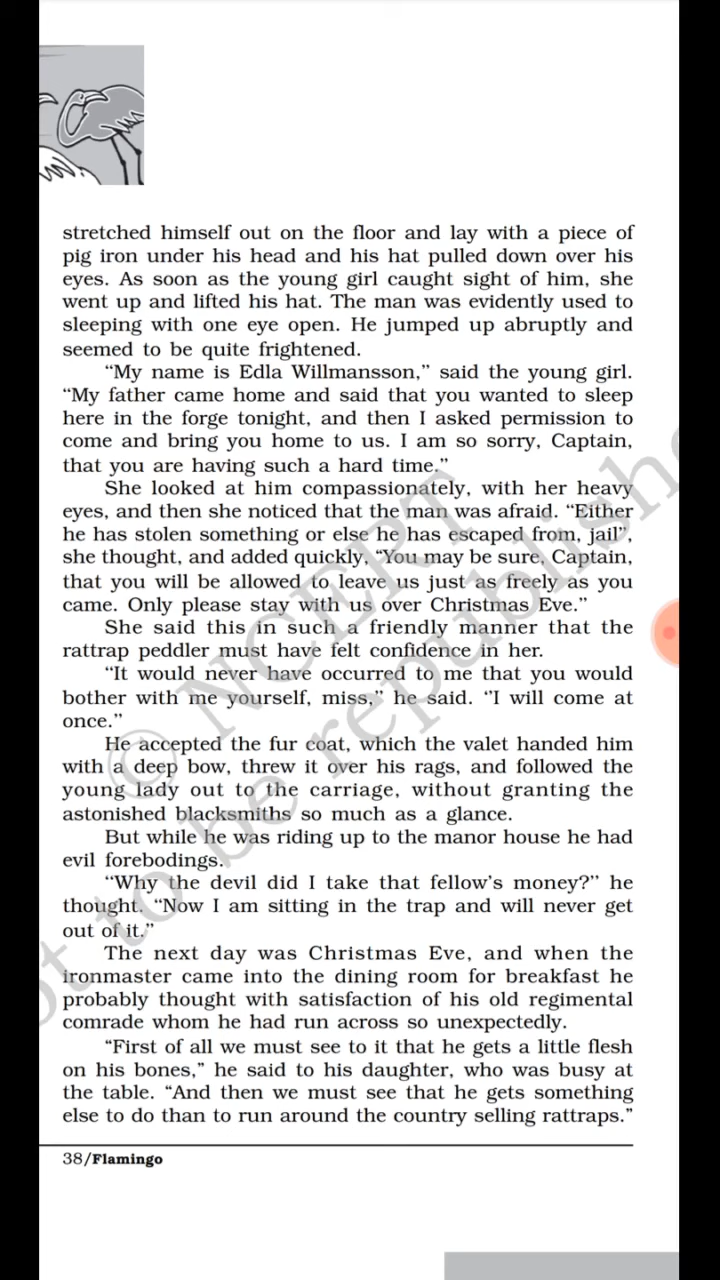 stretched himself out on the floor and lay with a piece of
pig iron under his head and his hat pulled down over his
eyes. As soon as the young girl caught sight of him, she
went up and lifted his hat. The man was evidently used to
sleeping with one eye open. He jumped up abruptly and
seemed to be quite frightened.
“My name is Edla Willmansson,” said the young girl.
“My father came home and said that you wanted to sleep
here in the forge tonight, and then I asked permission to
come and bring you home to us. I am so sorry, Captain,
that you are having such a hard time.”
She looked at him compassionately, with her heavy
eyes, and then she noticed that the man was afraid. “Either
he has stolen something or else he has escaped from, jail”,
she thought, and added quickly, “You may be sure, Captain,
that you will be allowed to leave us just as freely as you
came. Only please stay with us over Christmas Eve.”
She said this in such a friendly manner that the
rattrap peddler must have felt confidence in her.
“It would never have occurred to me that you would
bother with me yourself, miss,” he said. ”I will come at
once.”
He accepted the fur coat, which the valet handed him
with a deep bow, threw it over his rags, and followed the
young lady out to the carriage, without granting the
astonished blacksmiths so much as a glance.
But while he was riding up to the manor house he had
evil forebodings.
“Why the devil did I take that fellow’s money?” he
thought. “Now I am sitting in the trap and will never get
out of it.”
The next day was Christmas Eve, and when the
ironmaster came into the dining room for breakfast he
probably thought with satisfaction of his old regimental
comrade whom he had run across so unexpectedly.
“First of all we must see to it that he gets a little flesh
on his bones,” he said to his daughter, who was busy at
the table. “And then we must see that he gets something
else to do than to run around the country selling rattraps.”
38/Flamingo
© NCERT
not to be republished